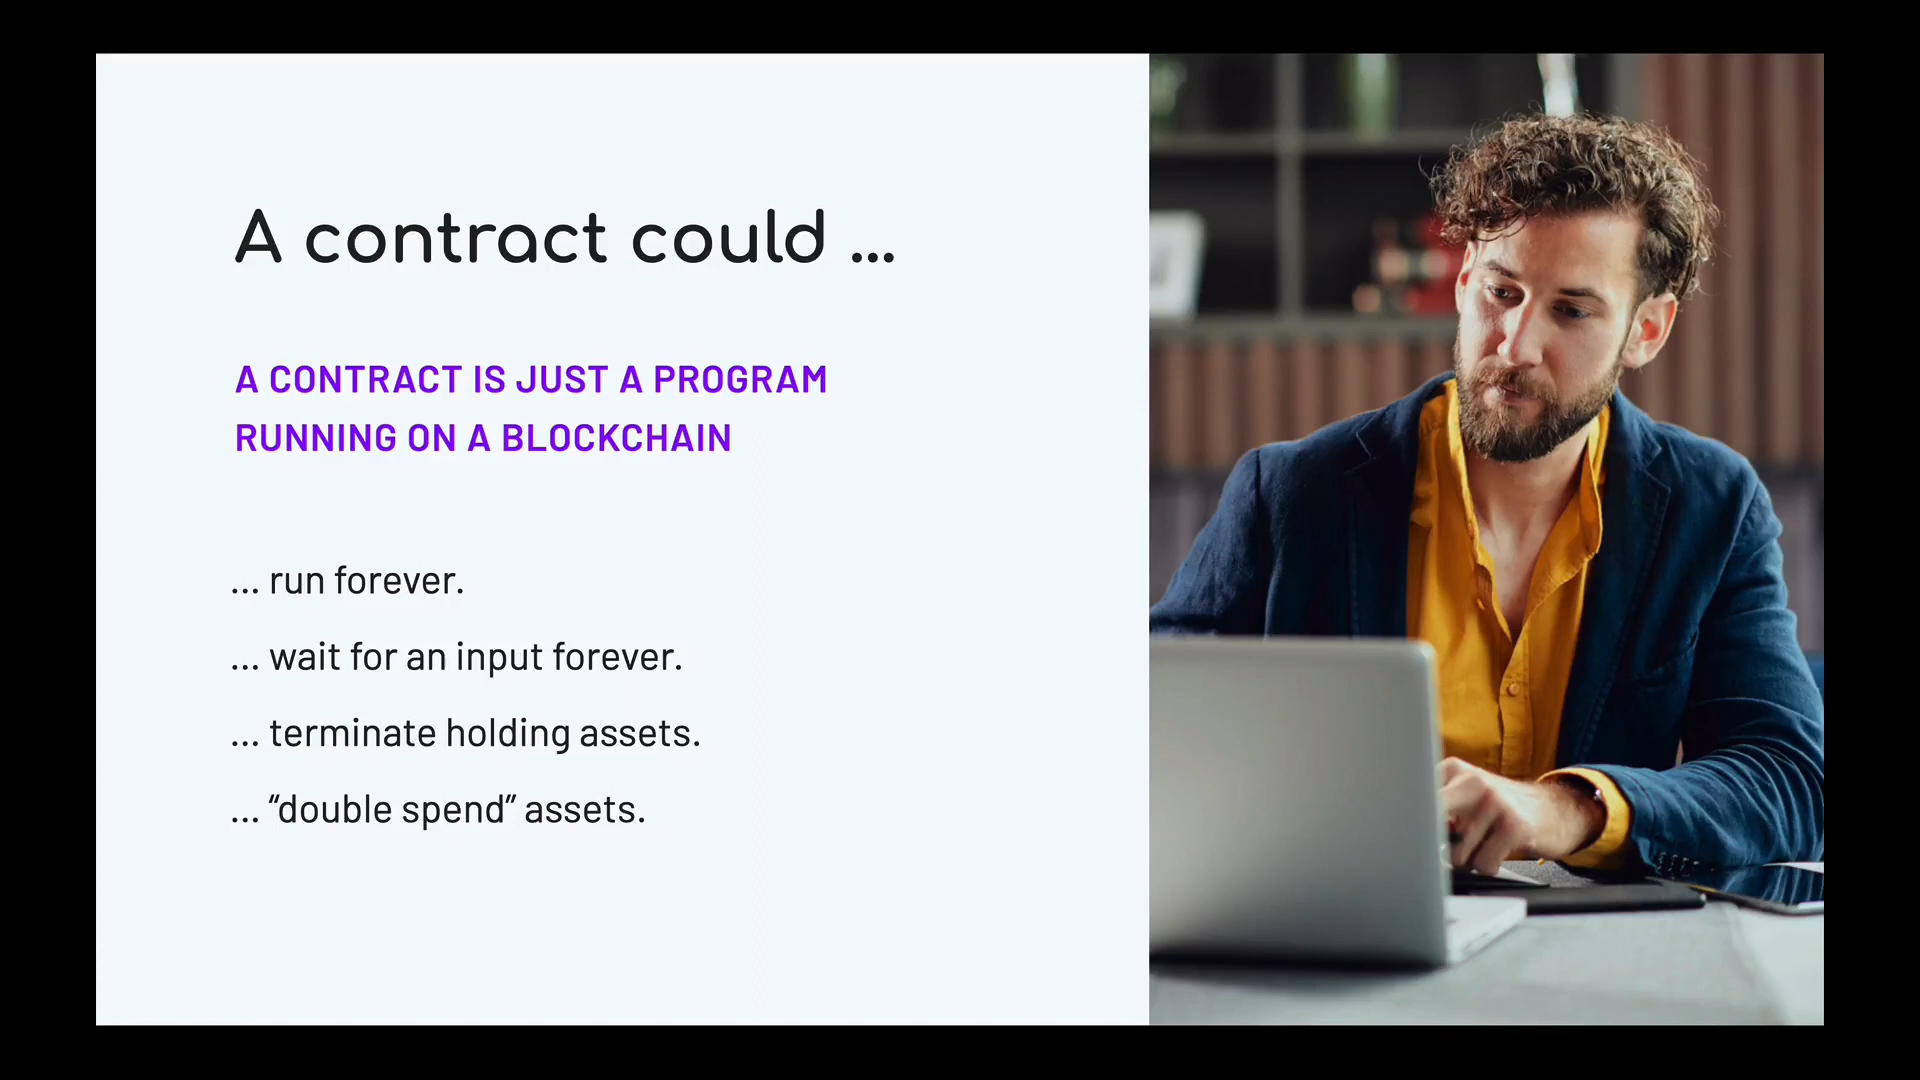 A contract could ...
A CONTRACT IS JUST A PROGRAM
RUNNING ON A BLOCKCHAIN
... run forever.
... wait for an input forever.
... terminate holding assets.
... “double spend” assets.